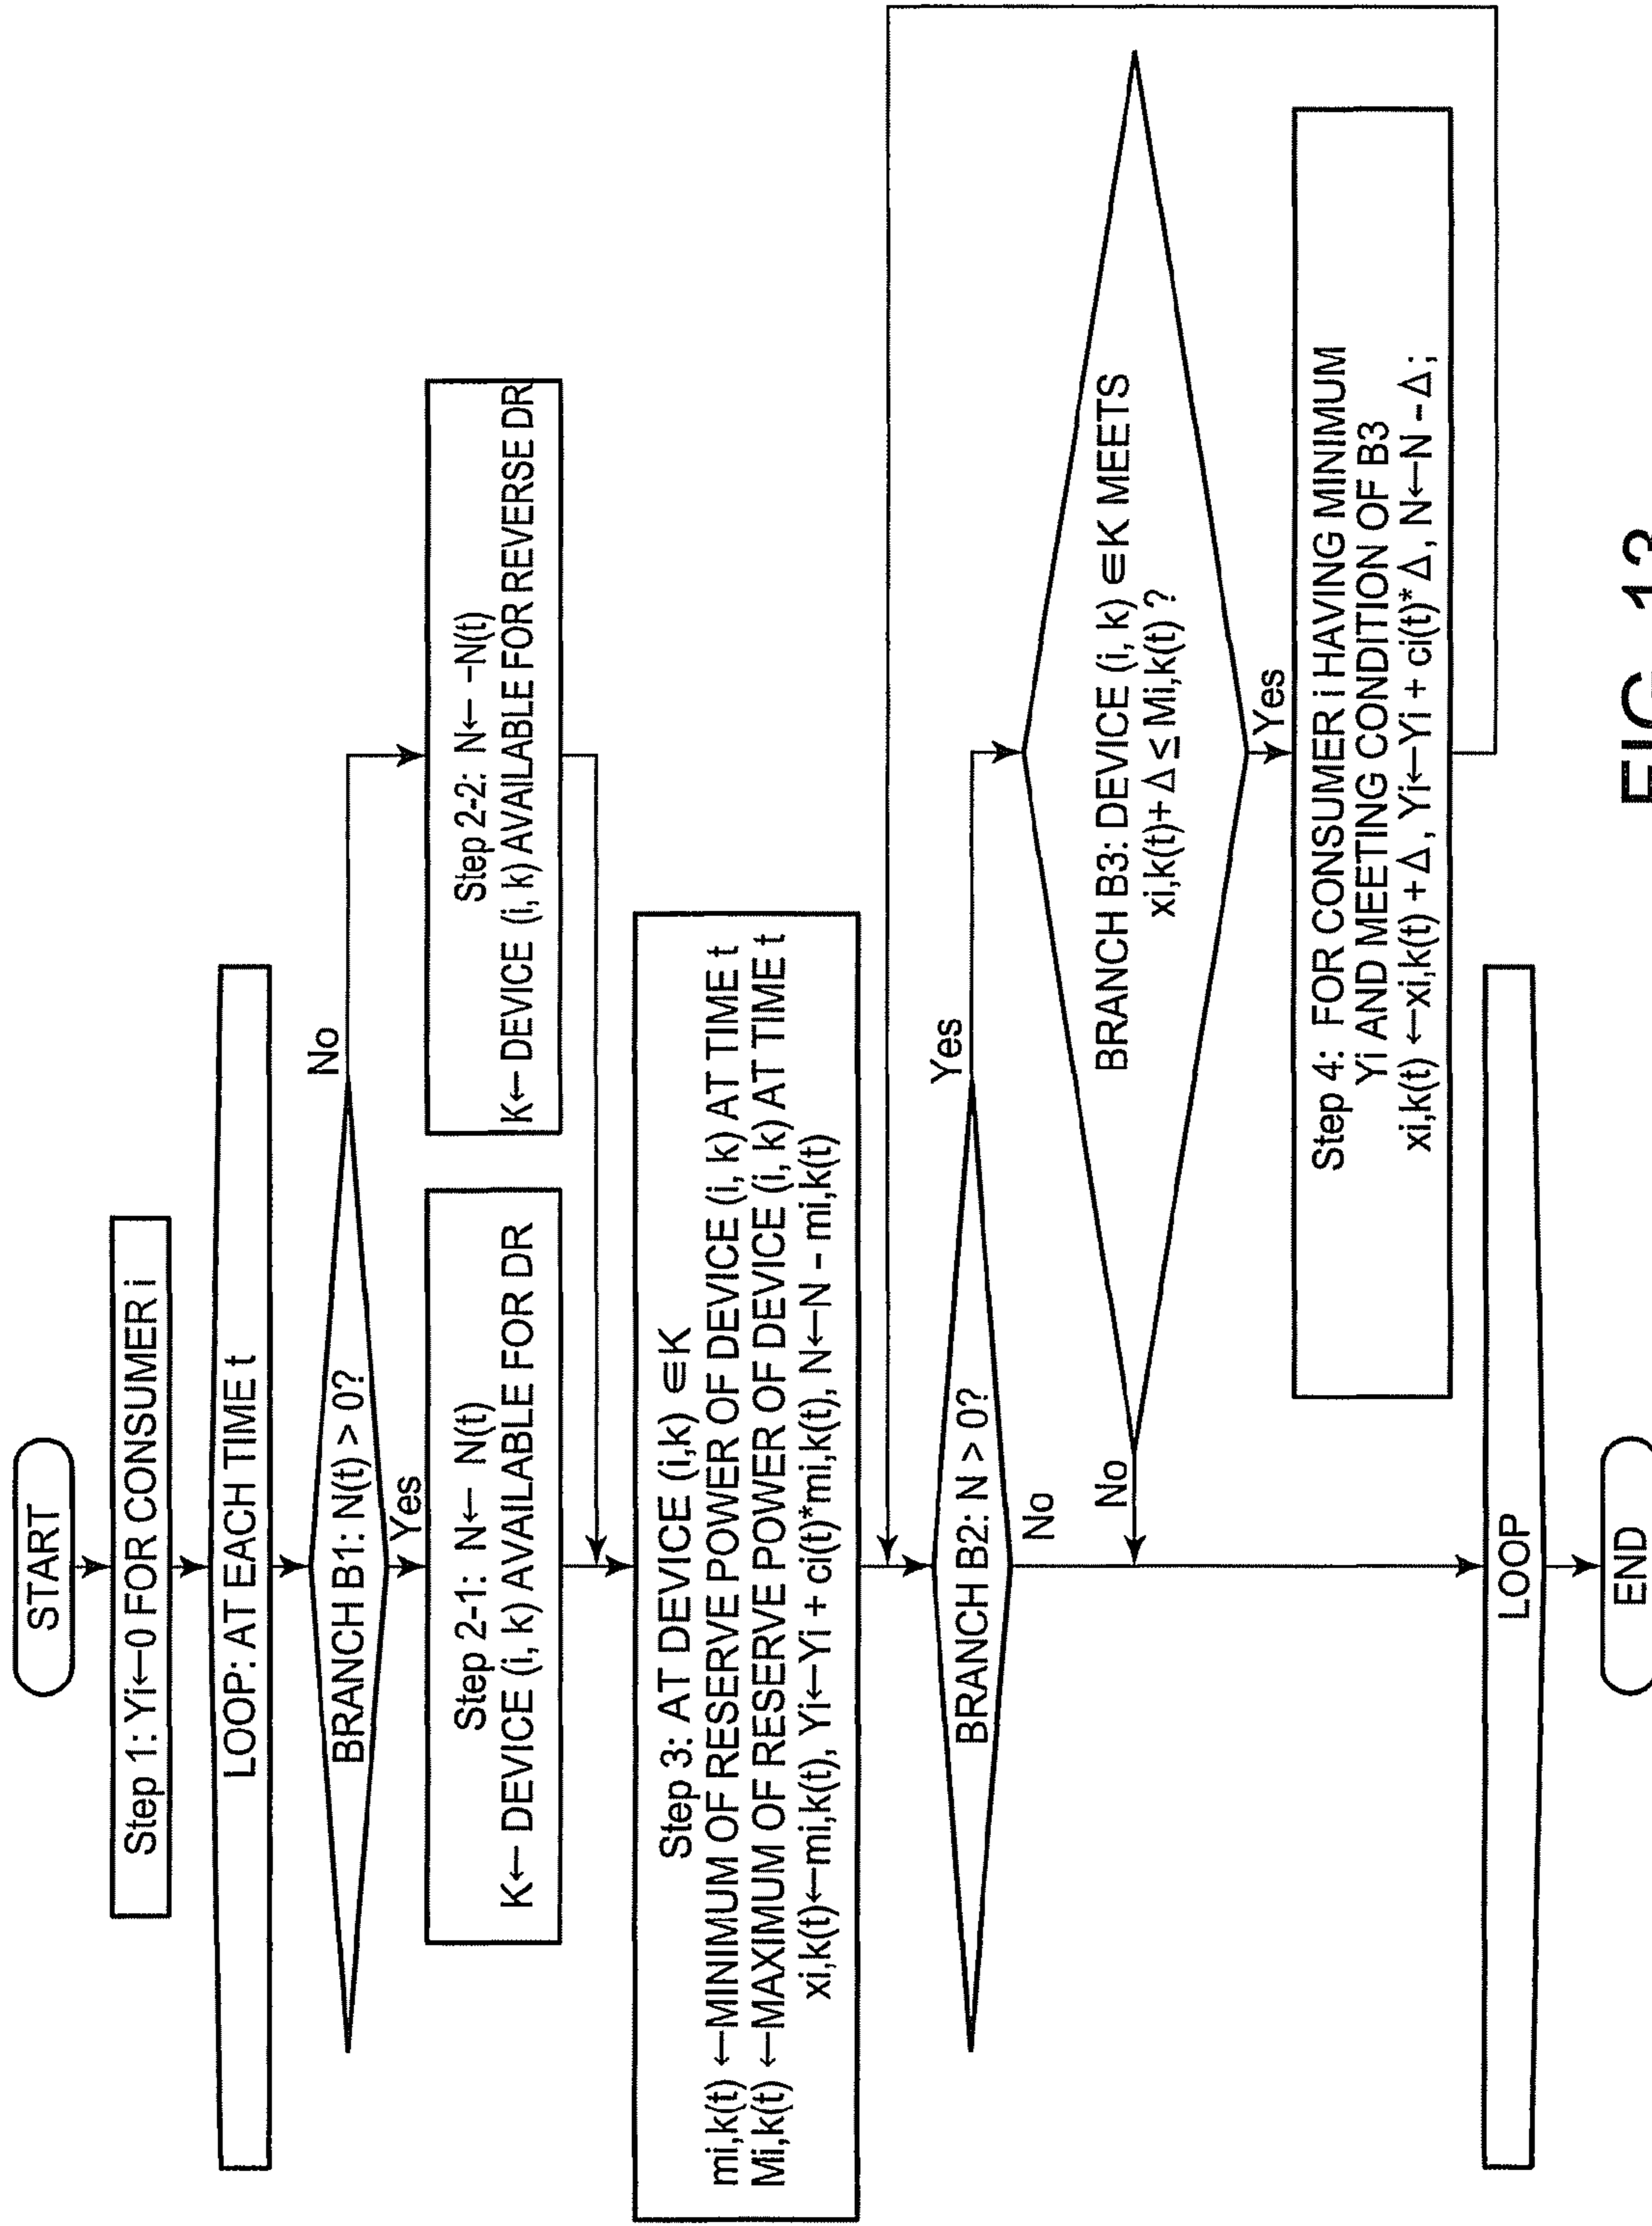 START
Step 1: Yi←0 FOR CONSUMER i
LOOP: AT EACH TIME t
BRANCH B1: N(t) > 0?
No
Yes
Step 2-1: N← N(t)
K← DEVICE (i, k) AVAILABLE FOR DR
Step 2-2: N← -N(t)
K← DEVICE (i, k) AVAILABLE FOR REVERSE DR
Step 3: AT DEVICE (i,k) ∈K
mi,k(t) ←MINIMUM OF RESERVE POWER OF DEVICE (i, k) AT TIME t
Mi,k(t) ←MAXIMUM OF RESERVE POWER OF DEVICE (i, k) AT TIME t
xi,k(t)←mi,k(t), Yi←Yi + ci(t)*mi,k(t), N←N - mi,k(t)
BRANCH B2: N > 0?
Yes
No
BRANCH B3: DEVICE (i, k) ∈K MEETS
xi,k(t)+ Δ ≤ Mi,k(t) ?
No
Yes
Step 4: FOR CONSUMER i HAVING MINIMUM
Yi AND MEETING CONDITION OF B3
xi,k(t) ←xi,k(t) +Δ, Yi←Yi + ci(t)*Δ, N←N -Δ;
LOOP
END
FIG. 13